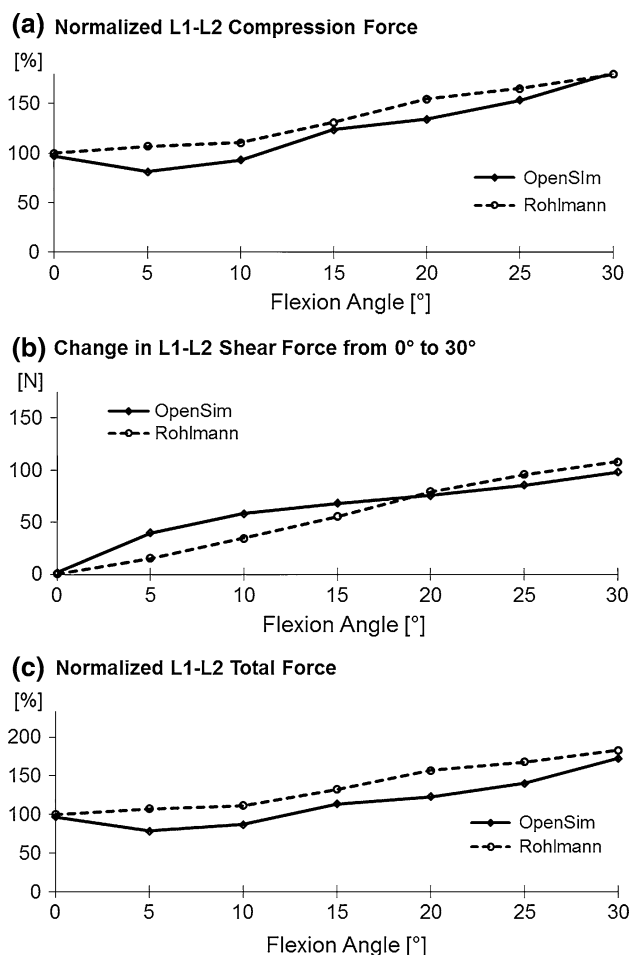 (a) Normalized L1-L2 Compression Force
[%]
150
100
50
0
OpenSIm
Rohlmann
0 5 10 15 20 25 30
Flexion Angle [°]
(b) Change in L1-L2 Shear Force from 0° to 30°
[N]
150
100
50
0
OpenSim
Rohlmann
0 5 10 15 20 25 30
Flexion Angle [°]
(c) Normalized L1-L2 Total Force
[%]
200
150
100
50
0
OpenSim
Rohlmann
0 5 10 15 20 25 30
Flexion Angle [°]